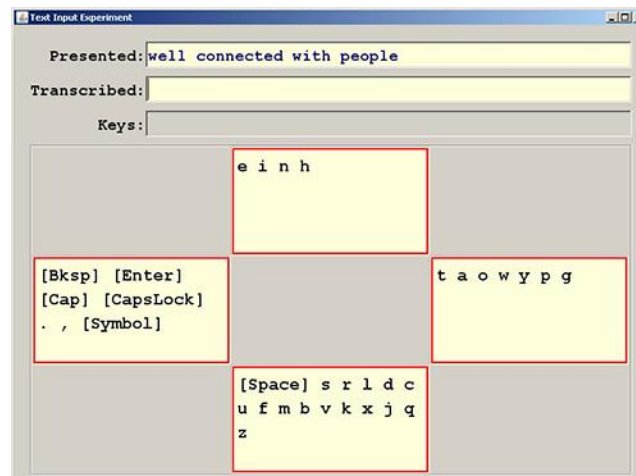 Text Input Experiment
Presented: well connected with people
Transcribed:
Keys:
e i n h
[Bksp] [Enter]
[Cap] [CapsLock]
. , [Symbol]
t a o w y p g
[Space] s r l d c
u f m b v k x j q
z